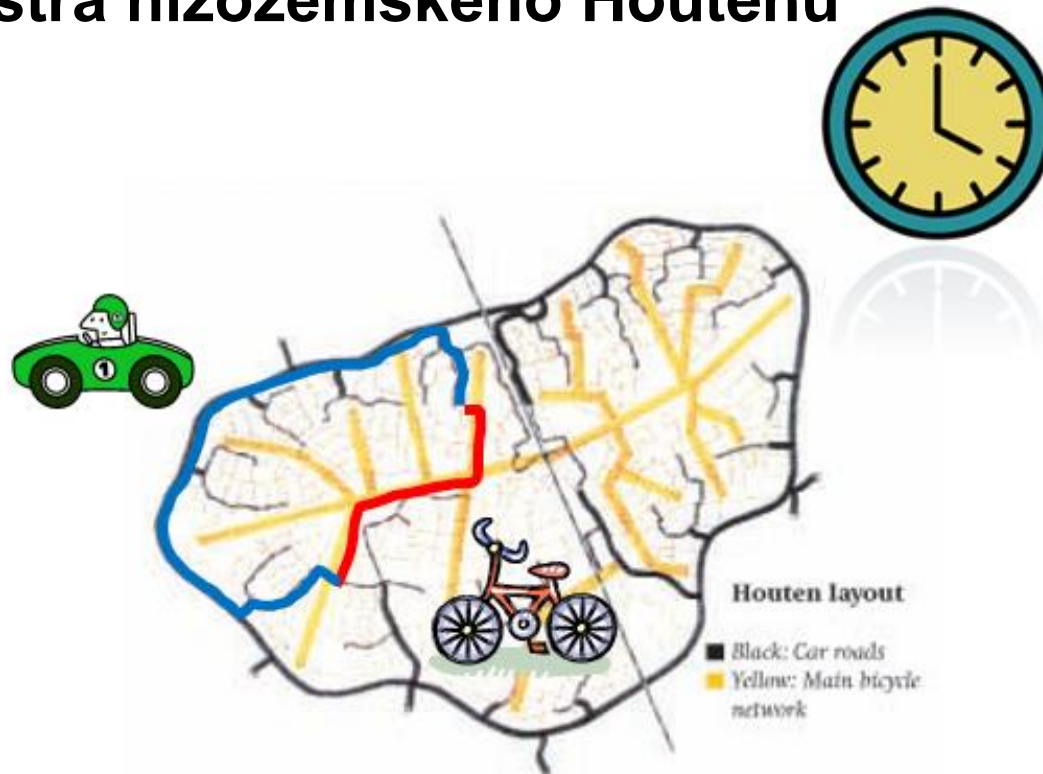 stra nizozemského Houtenu
1
Houten layout
Black: Car roads
Yellow: Main bicycle
network